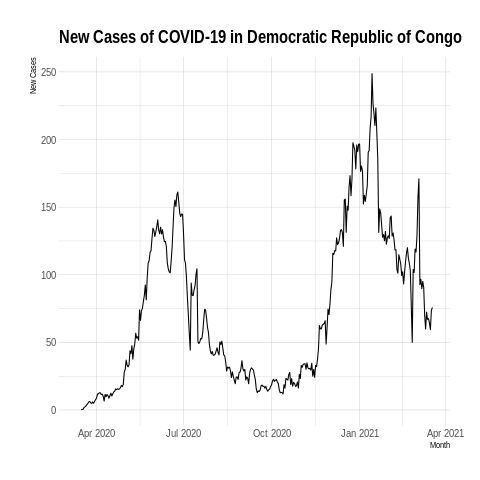 New Cases of COVID-19 in Democratic Republic of Congo
New Cases
250
200
150
100
50
0
Apr 2020
Jul 2020
Oct 2020
Jan 2021
Apr 2021
Month